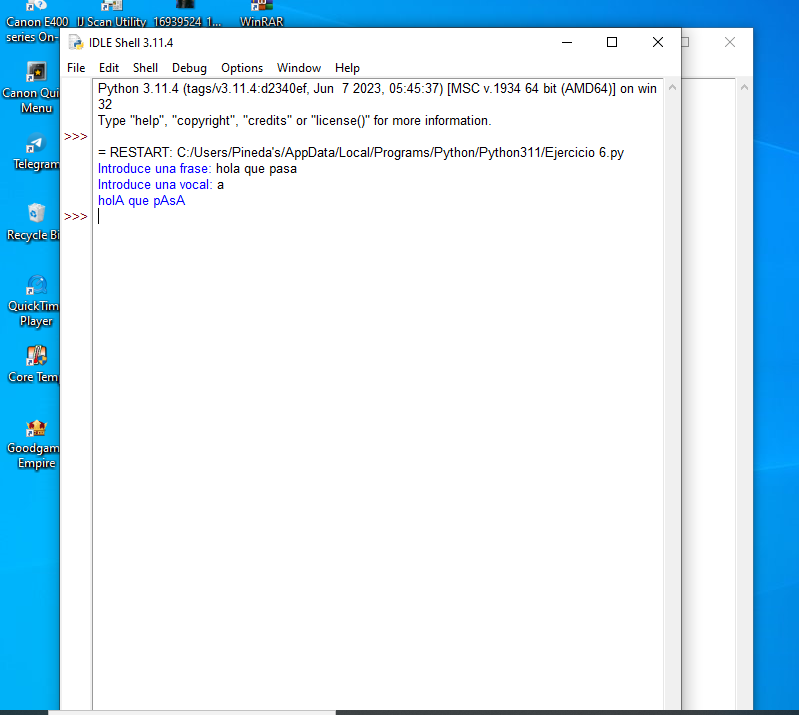 Canon E400
series On-
IJ Scan Utility
16939524_1...
WinRAR
Canon Qui
Menu
Telegram
Recycle Bi
QuickTim
Player
Core Tem
Goodgam
Empire
IDLE Shell 3.11.4
File Edit Shell Debug Options Window Help
Python 3.11.4 (tags/v3.11.4:d2340ef, Jun  7 2023, 05:45:37) [MSC v.1934 64 bit (AMD64)] on win
32
Type "help", "copyright", "credits" or "license()" for more information.
>>>
= RESTART: C:/Users/Pineda's/AppData/Local/Programs/Python/Python311/Ejercicio 6.py
Introduce una frase: hola que pasa
Introduce una vocal: a
holA que pAsA
>>>